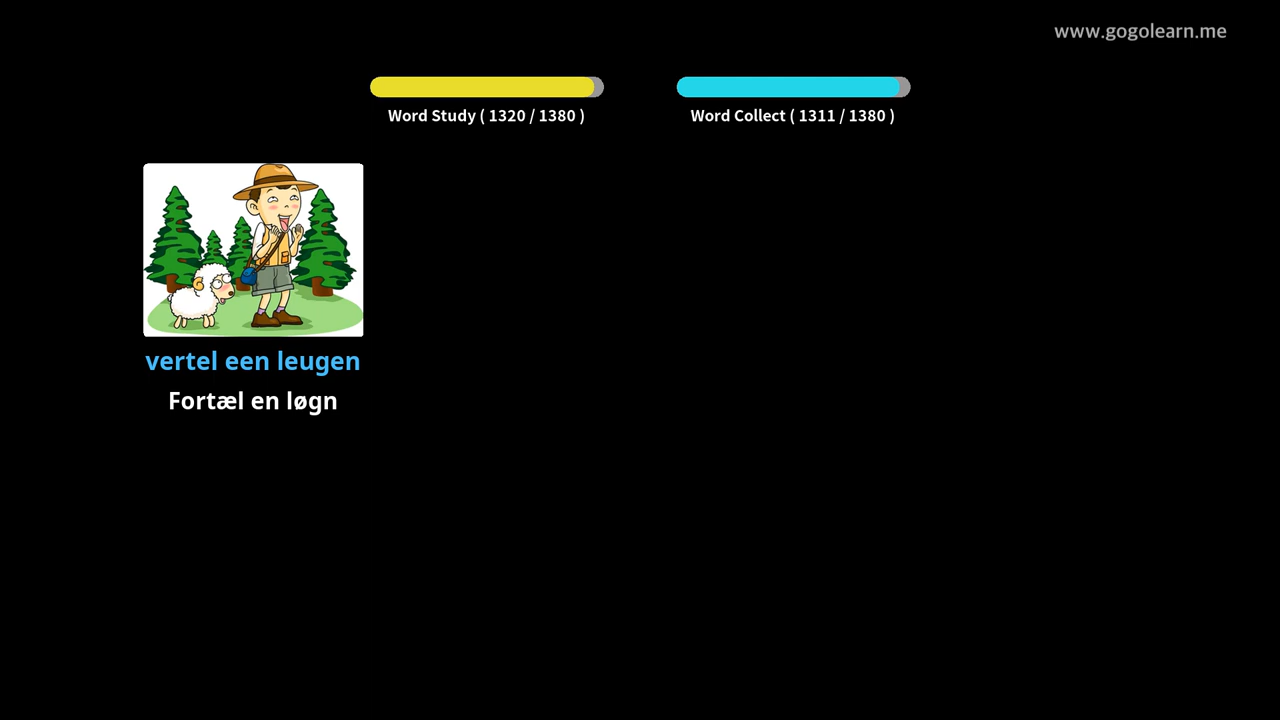 www.gogolearn.me
Word Study ( 1320 / 1380 )
Word Collect ( 1311 / 1380 )
vertel een leugen
Fortæl en løgn